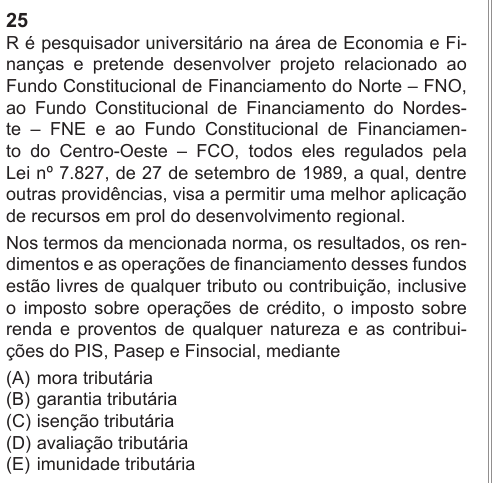 25
R é pesquisador universitário na área de Economia e Fi-
nanças e pretende desenvolver projeto relacionado ao
Fundo Constitucional de Financiamento do Norte – FNO,
ao Fundo Constitucional de Financiamento do Nordes-
te – FNE e ao Fundo Constitucional de Financiamen-
to do Centro-Oeste – FCO, todos eles regulados pela
Lei nº 7.827, de 27 de setembro de 1989, a qual, dentre
outras providências, visa a permitir uma melhor aplicação
de recursos em prol do desenvolvimento regional.
Nos termos da mencionada norma, os resultados, os ren-
dimentos e as operações de financiamento desses fundos
estão livres de qualquer tributo ou contribuição, inclusive
o imposto sobre operações de crédito, o imposto sobre
renda e proventos de qualquer natureza e as contribui-
ções do PIS, Pasep e Finsocial, mediante
(A) mora tributária
(B) garantia tributária
(C) isenção tributária
(D) avaliação tributária
(E) imunidade tributária